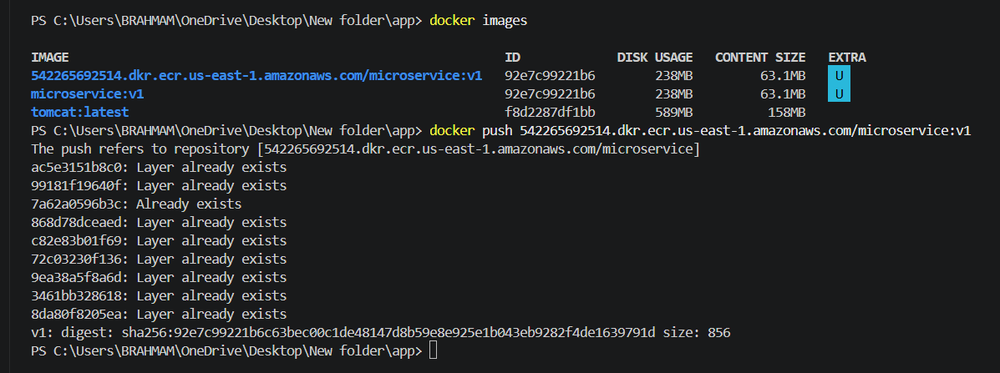 PS C:\Users\BRAHMAM\OneDrive\Desktop\New folder\app> docker images
IMAGE ID DISK USAGE CONTENT SIZE EXTRA
542265692514.dkr.ecr.us-east-1.amazonaws.com/microservice:v1 92e7c99221b6 238MB 63.1MB U
microservice:v1 92e7c99221b6 238MB 63.1MB U
tomcat:latest f8d2287df1bb 589MB 158MB
PS C:\Users\BRAHMAM\OneDrive\Desktop\New folder\app> docker push 542265692514.dkr.ecr.us-east-1.amazonaws.com/microservice:v1
The push refers to repository [542265692514.dkr.ecr.us-east-1.amazonaws.com/microservice]
ac5e3151b8c0: Layer already exists
99181f19640f: Layer already exists
7a62a0596b3c: Already exists
868d78dceaed: Layer already exists
c82e83b01f69: Layer already exists
72c03230f136: Layer already exists
9ea38a5f8a6d: Layer already exists
3461bb328618: Layer already exists
8da80f8205ea: Layer already exists
v1: digest: sha256:92e7c99221b6c63bec00c1de48147d8b59e8e925e1b043eb9282f4de1639791d size: 856
PS C:\Users\BRAHMAM\OneDrive\Desktop\New folder\app>